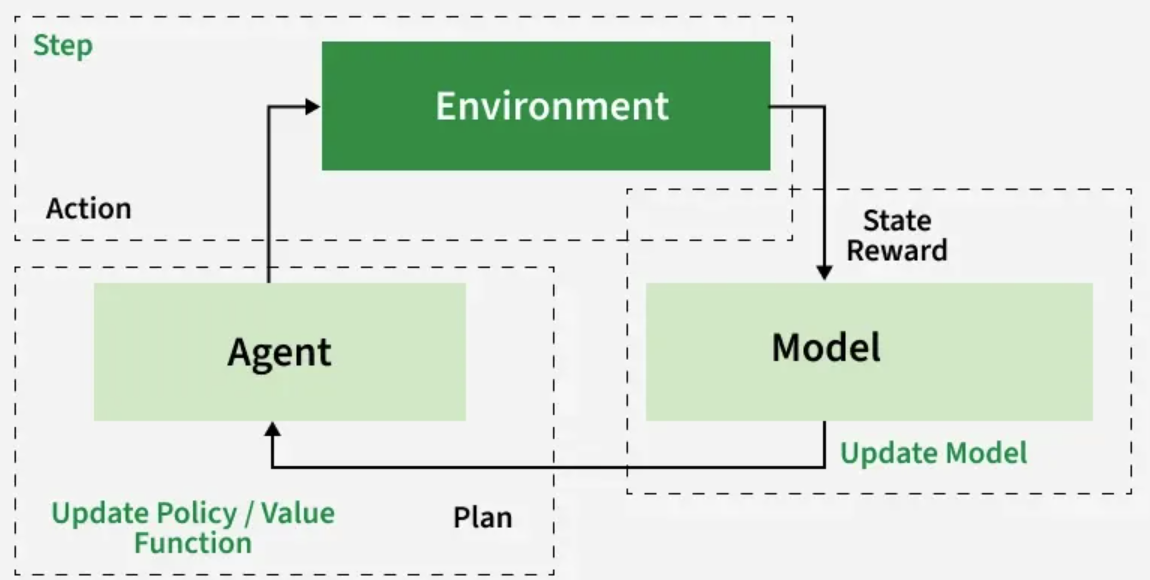 Step
Environment
Action
State
Reward
Agent
Model
Update Model
Update Policy / Value
Function
Plan